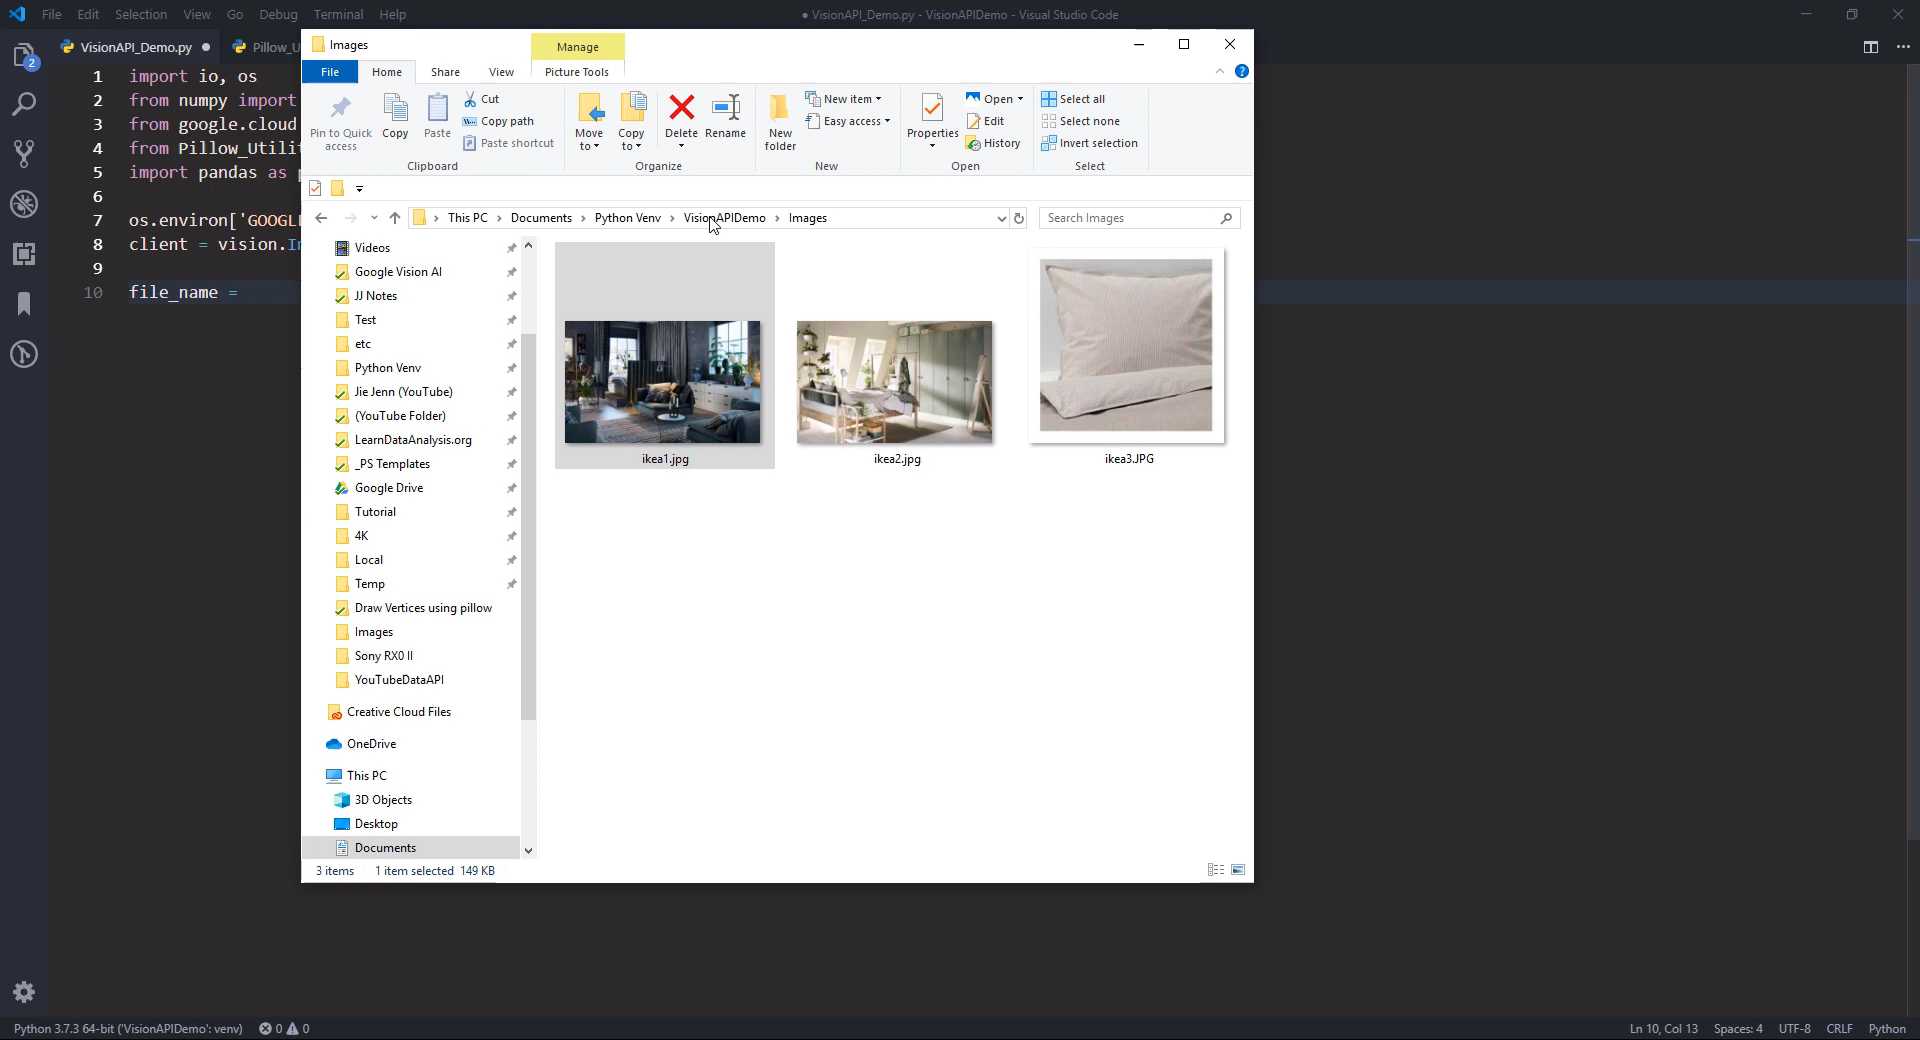 File Edit Selection View Go Debug Terminal Help
● VisionAPI_Demo.py - VisionAPIDemo - Visual Studio Code
VisionAPI_Demo.py ●
Pillow_U
2
1 import io, os
2 from numpy import
3 from google.cloud
4 from Pillow_Utilit
5 import pandas as
6
7 os.environ['GOOGLE
8 client = vision.Im
9
10 file_name =
Images
Manage
File Home Share View Picture Tools
Pin to Quick access
Copy
Paste
Cut
Copy path
Paste shortcut
Clipboard
Move to
Copy to
Delete
Rename
Organize
New folder
New item
Easy access
New
Properties
Open
Edit
History
Open
Select all
Select none
Invert selection
Select
This PC > Documents > Python Venv > VisionAPIDemo > Images
Search Images
Videos
Google Vision AI
JJ Notes
Test
etc
Python Venv
Jie Jenn (YouTube)
(YouTube Folder)
LearnDataAnalysis.org
_PS Templates
Google Drive
Tutorial
4K
Local
Temp
Draw Vertices using pillow
Images
Sony RX0 II
YouTubeDataAPI
Creative Cloud Files
OneDrive
This PC
3D Objects
Desktop
Documents
ikea1.jpg
ikea2.jpg
ikea3.JPG
3 items 1 item selected 149 KB
Python 3.7.3 64-bit ('VisionAPIDemo': venv) 0 0
Ln 10, Col 13 Spaces: 4 UTF-8 CRLF Python